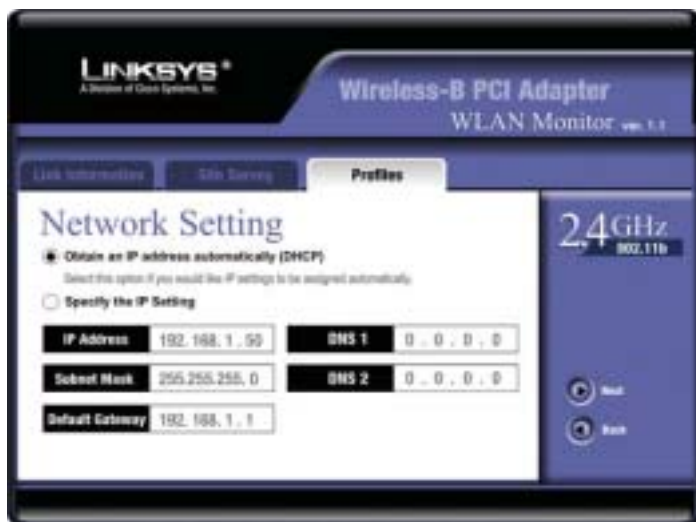 LINKSYS®
A Division of Cisco Systems, Inc.
Wireless-B PCI Adapter
WLAN Monitor ver. 1.1
Link Information
Site Survey
Profiles
Network Setting
Obtain an IP address automatically (DHCP)
Select this option if you would like IP settings to be assigned automatically.
Specify the IP Setting
IP Address 192.168.1.50 DNS 1 0.0.0.0
Subnet Mask 255.255.255.0 DNS 2 0.0.0.0
Default Gateway 192.168.1.1
2.4GHz
802.11b
Next
Back